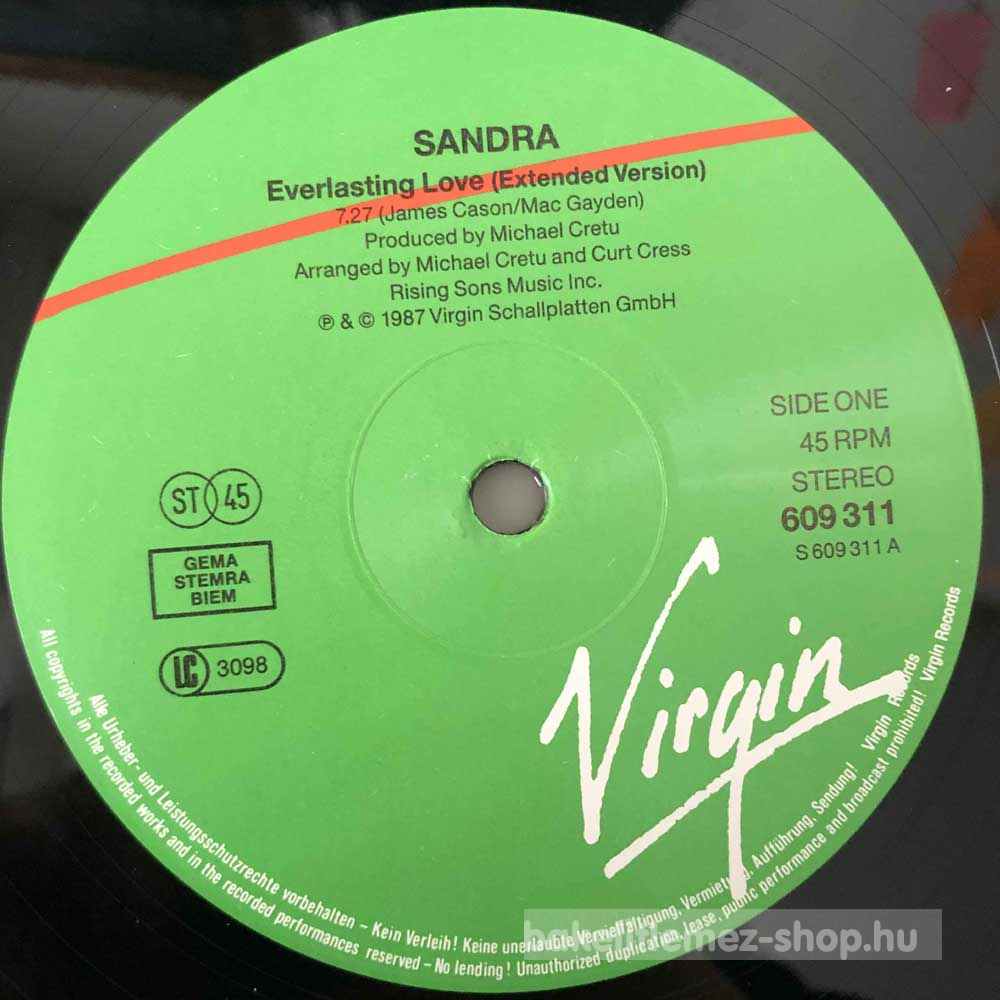 SANDRA
Everlasting Love (Extended Version)
7.27 (James Cason/Mac Gayden)
Produced by Michael Cretu
Arranged by Michael Cretu and Curt Cress
Rising Sons Music Inc.
℗ & © 1987 Virgin Schallplatten GmbH
SIDE ONE
45 RPM
STEREO
609 311
S 609 311 A
ST 45
GEMA
STEMRA
BIEM
LC 3098
Virgin
Alle Urheber- und Leistungsschutzrechte vorbehalten – Kein Verleih! Keine unerlaubte Vervielfältigung, Vermietung, Aufführung, Sendung! Virgin Records
All copyrights in the recorded works and in the recorded performances reserved – No lending! Unauthorized duplication, lease, public performance and broadcast prohibited! Virgin Records
bakelitlemez-shop.hu